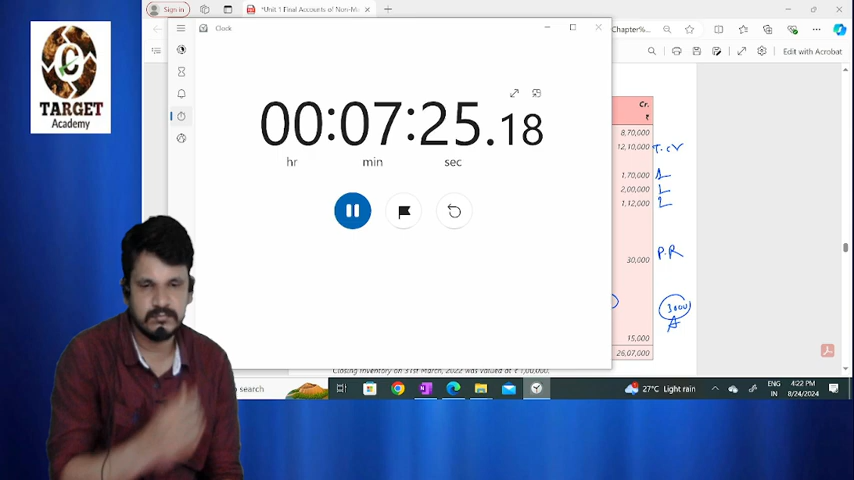 Sign in
*Unit 1 Final Accounts of Non-M
Clock
Chapter%
Edit with Acrobat
C
TARGET
Academy
00:07:25.18
hr
min
sec
Cr.
₹
8,70,000
12,10,000
1,70,000
2,00,000
1,12,000
P.R
30,000
3000
A
15,000
26,07,000
Closing inventory on 31st March, 2022 was valued at ₹ 1,00,000.
search
27°C Light rain
ENG
IN
4:22 PM
8/24/2024